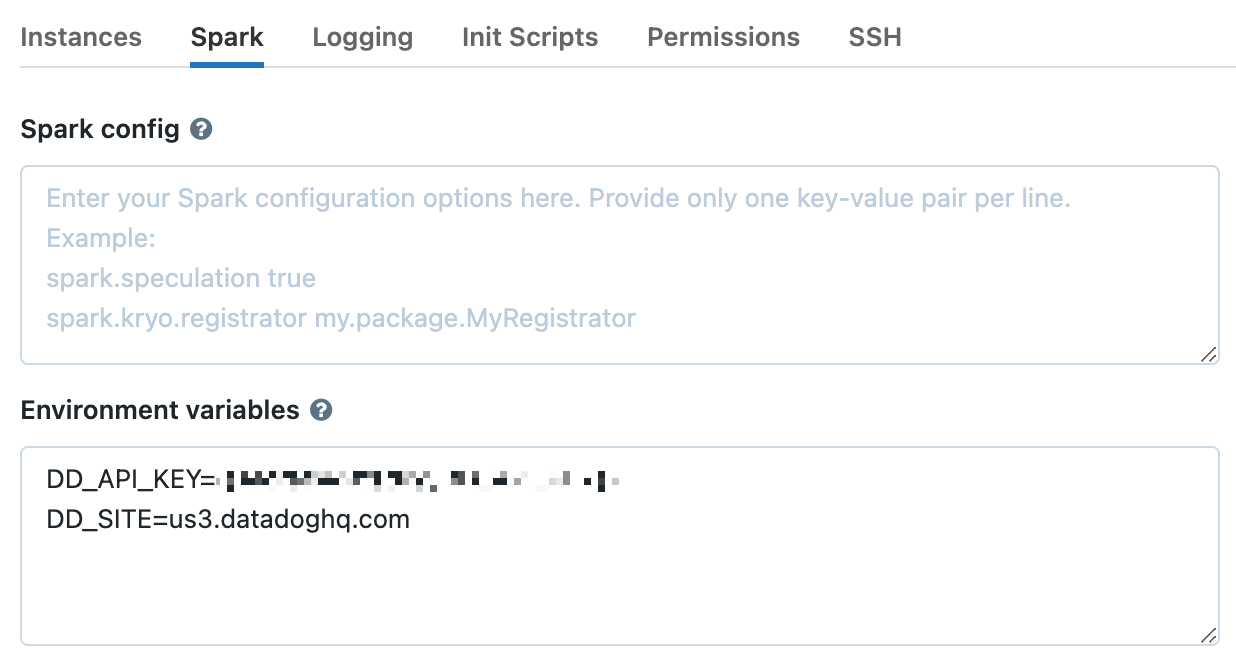 Instances Spark Logging Init Scripts Permissions SSH
Spark config ?
Enter your Spark configuration options here. Provide only one key-value pair per line.
Example:
spark.speculation true
spark.kryo.registrator my.package.MyRegistrator
Environment variables ?
DD_API_KEY=
DD_SITE=us3.datadoghq.com